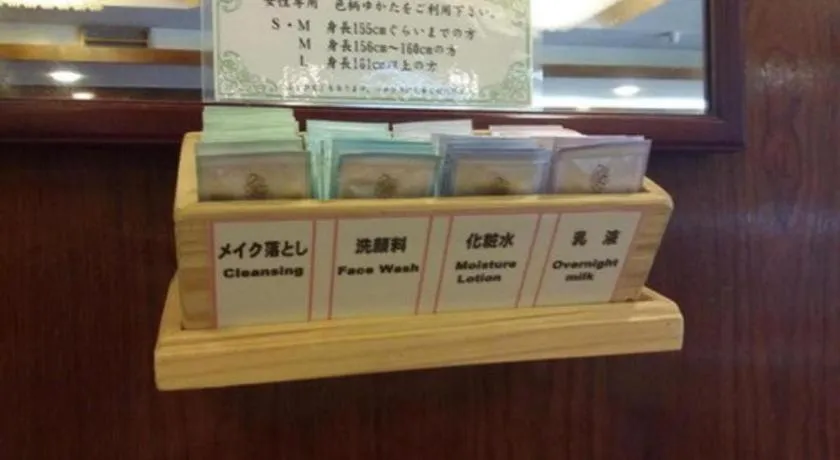 女性専用 色柄ゆかたをご利用下さい。
S・M 身長155cmぐらいまでの方
M 身長156cm～160cmの方
L 身長161cm以上の方
メイク落とし
Cleansing
洗顔料
Face Wash
化粧水
Moisture
Lotion
乳液
Overnight
milk